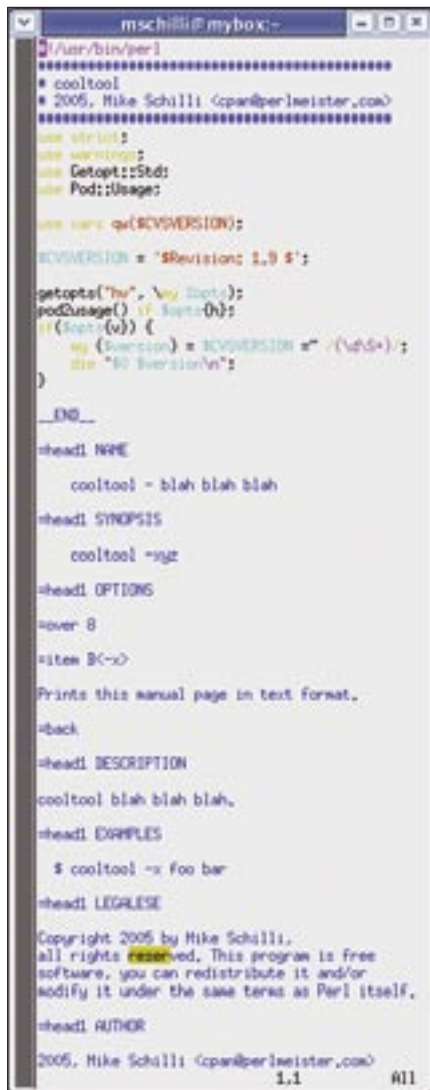 mschilli@mybox:~
#!/usr/bin/perl
###########################################
# cooltool
# 2005, Mike Schilli <cpan@perlmeister.com>
###########################################
use strict;
use warnings;
use Getopt::Std;
use Pod::Usage;
use vars qw($CVSVERSION);
$CVSVERSION = '$Revision: 1.9 $';
getopts("hv", \my %opts);
pod2usage() if $opts{h};
if($opts{v}) {
my ($version) = $CVSVERSION =~ /(\d\S+)/;
die "$0 $version\n";
}
__END__
=head1 NAME
cooltool - blah blah blah
=head1 SYNOPSIS
cooltool -xyz
=head1 OPTIONS
=over 8
=item B<-x>
Prints this manual page in text format.
=back
=head1 DESCRIPTION
cooltool blah blah blah.
=head1 EXAMPLES
$ cooltool -x foo bar
=head1 LEGALESE
Copyright 2005 by Mike Schilli,
all rights reserved. This program is free
software, you can redistribute it and/or
modify it under the same terms as Perl itself.
=head1 AUTHOR
2005, Mike Schilli <cpan@perlmeister.com>
1,1 All